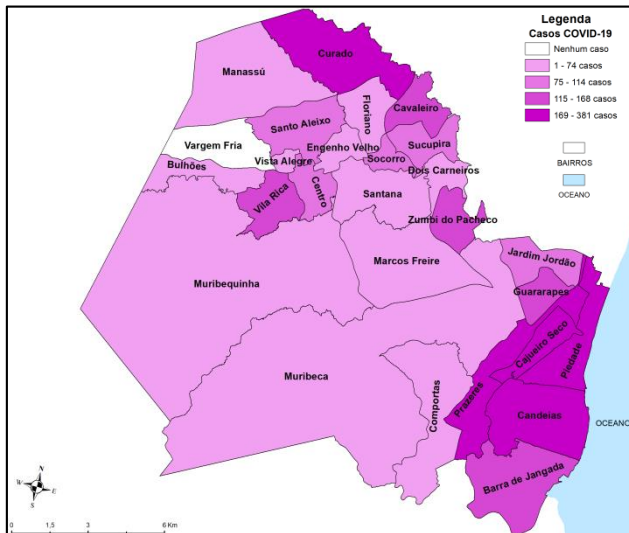 Legenda
Casos COVID-19
Nenhum caso
1 - 74 casos
75 - 114 casos
115 - 168 casos
169 - 381 casos
BAIRROS
OCEANO
Curado
Manassú
Floriano
Cavaleiro
Santo Aleixo
Sucupira
Vargem Fria
Engenho Velho
Vista Alegre
Socorro
Bulhões
Dois Carneiros
Vila Rica
Centro
Santana
Zumbi do Pacheco
Jardim Jordão
Marcos Freire
Muribequinha
Guararapes
Cajueiro Seco
Piedade
Muribeca
Comportas
Prazeres
Candeias
OCEANO
Barra de Jangada
N
W
E
S
0 1,5 3 6 Km